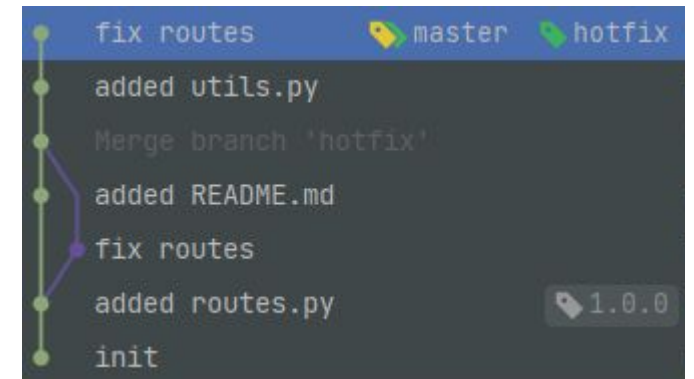 fix routes master hotfix
added utils.py
Merge branch 'hotfix'
added README.md
fix routes
added routes.py 1.0.0
init